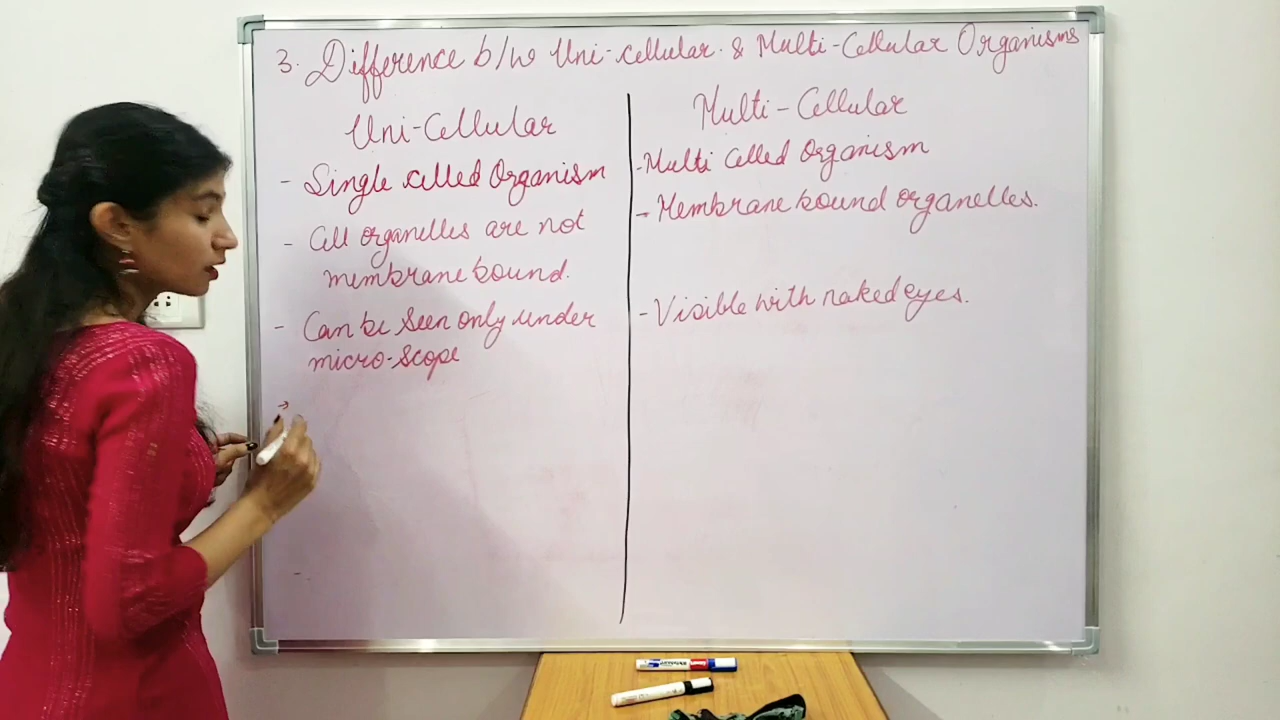 3. Difference b/w Uni-cellular & Multi-Cellular Organisms
Uni-Cellular
- Single celled Organism
- Cell organelles are not
membrane bound.
- Can be seen only under
micro-scope
→
-
Multi-Cellular
- Multi Celled Organism
- Membrane bound organelles.
- Visible with naked eyes.